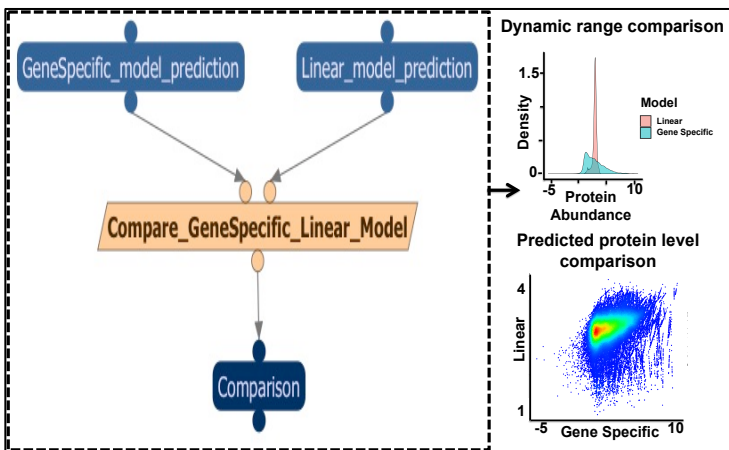 GeneSpecific_model_prediction
Linear_model_prediction
Compare_GeneSpecific_Linear_Model
Comparison
Dynamic range comparison
1.5
Density
0
-5
10
Protein
Abundance
Model
Linear
Gene Specific
Predicted protein level
comparison
4
Linear
1
-5
10
Gene Specific